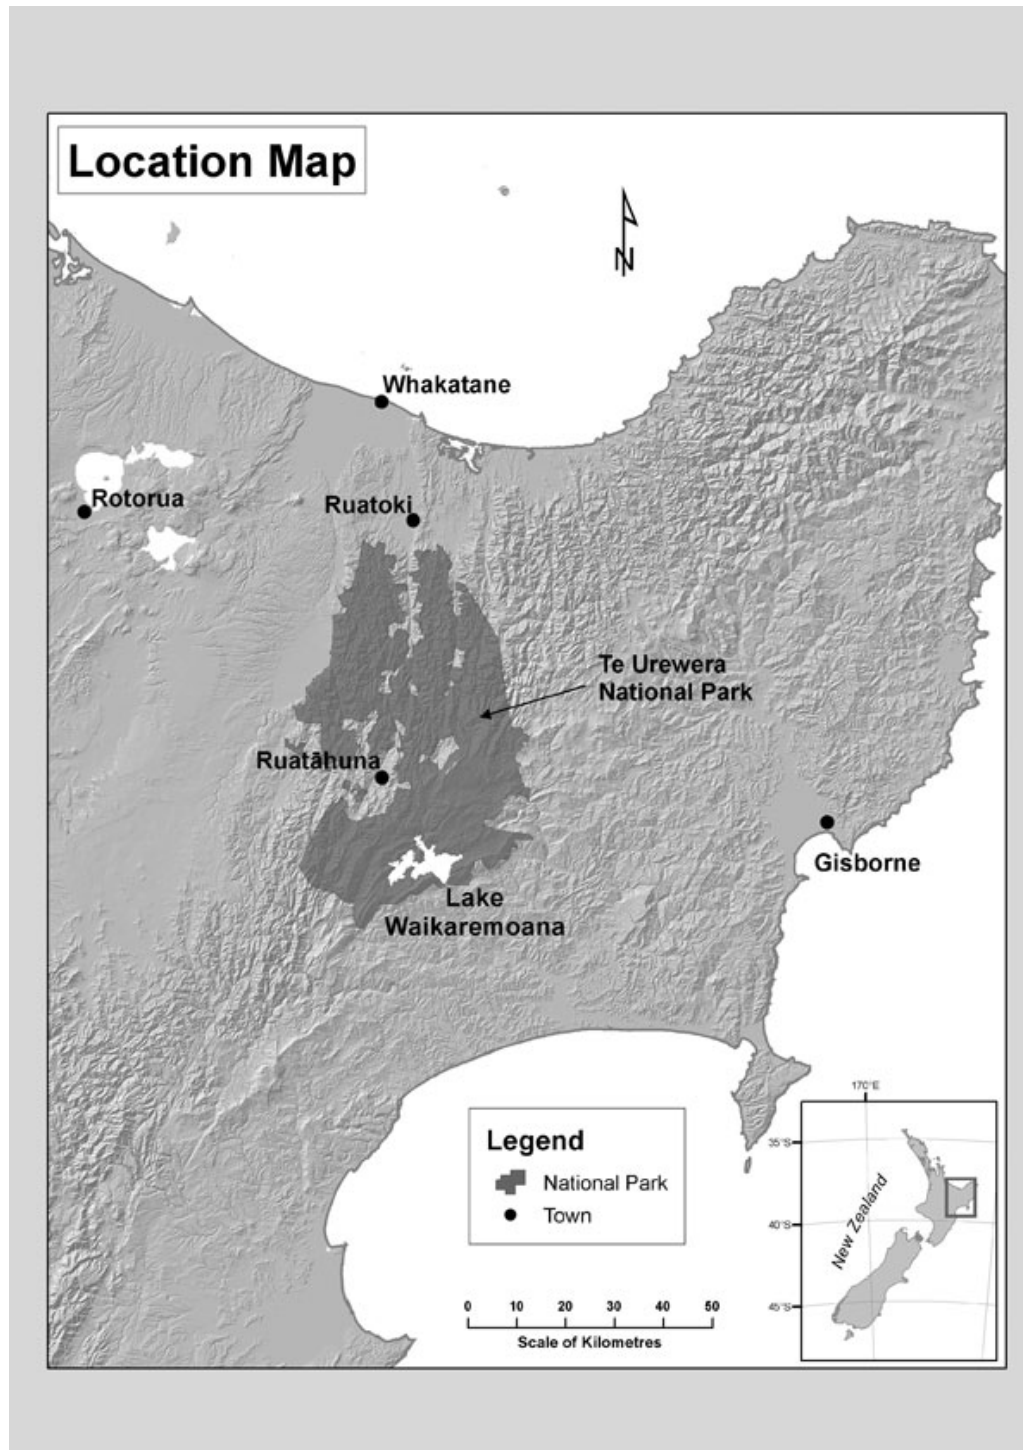 Location Map
N
Whakatane
Rotorua
Ruatoki
Te Urewera
National Park
Ruatāhuna
Gisborne
Lake
Waikaremoana
Legend
National Park
Town
0 10 20 30 40 50
Scale of Kilometres
170°E
35°S
40°S
45°S
New Zealand